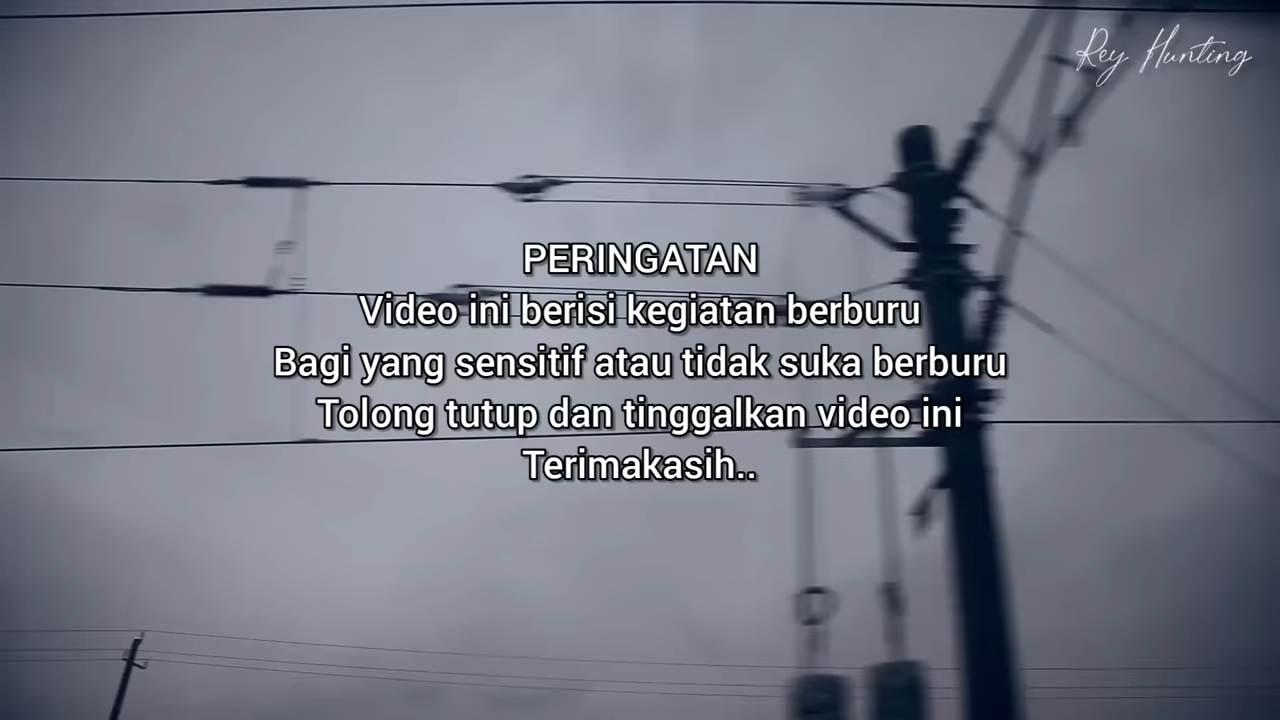 Rey Hunting
PERINGATAN
Video ini berisi kegiatan berburu
Bagi yang sensitif atau tidak suka berburu
Tolong tutup dan tinggalkan video ini
Terimakasih..